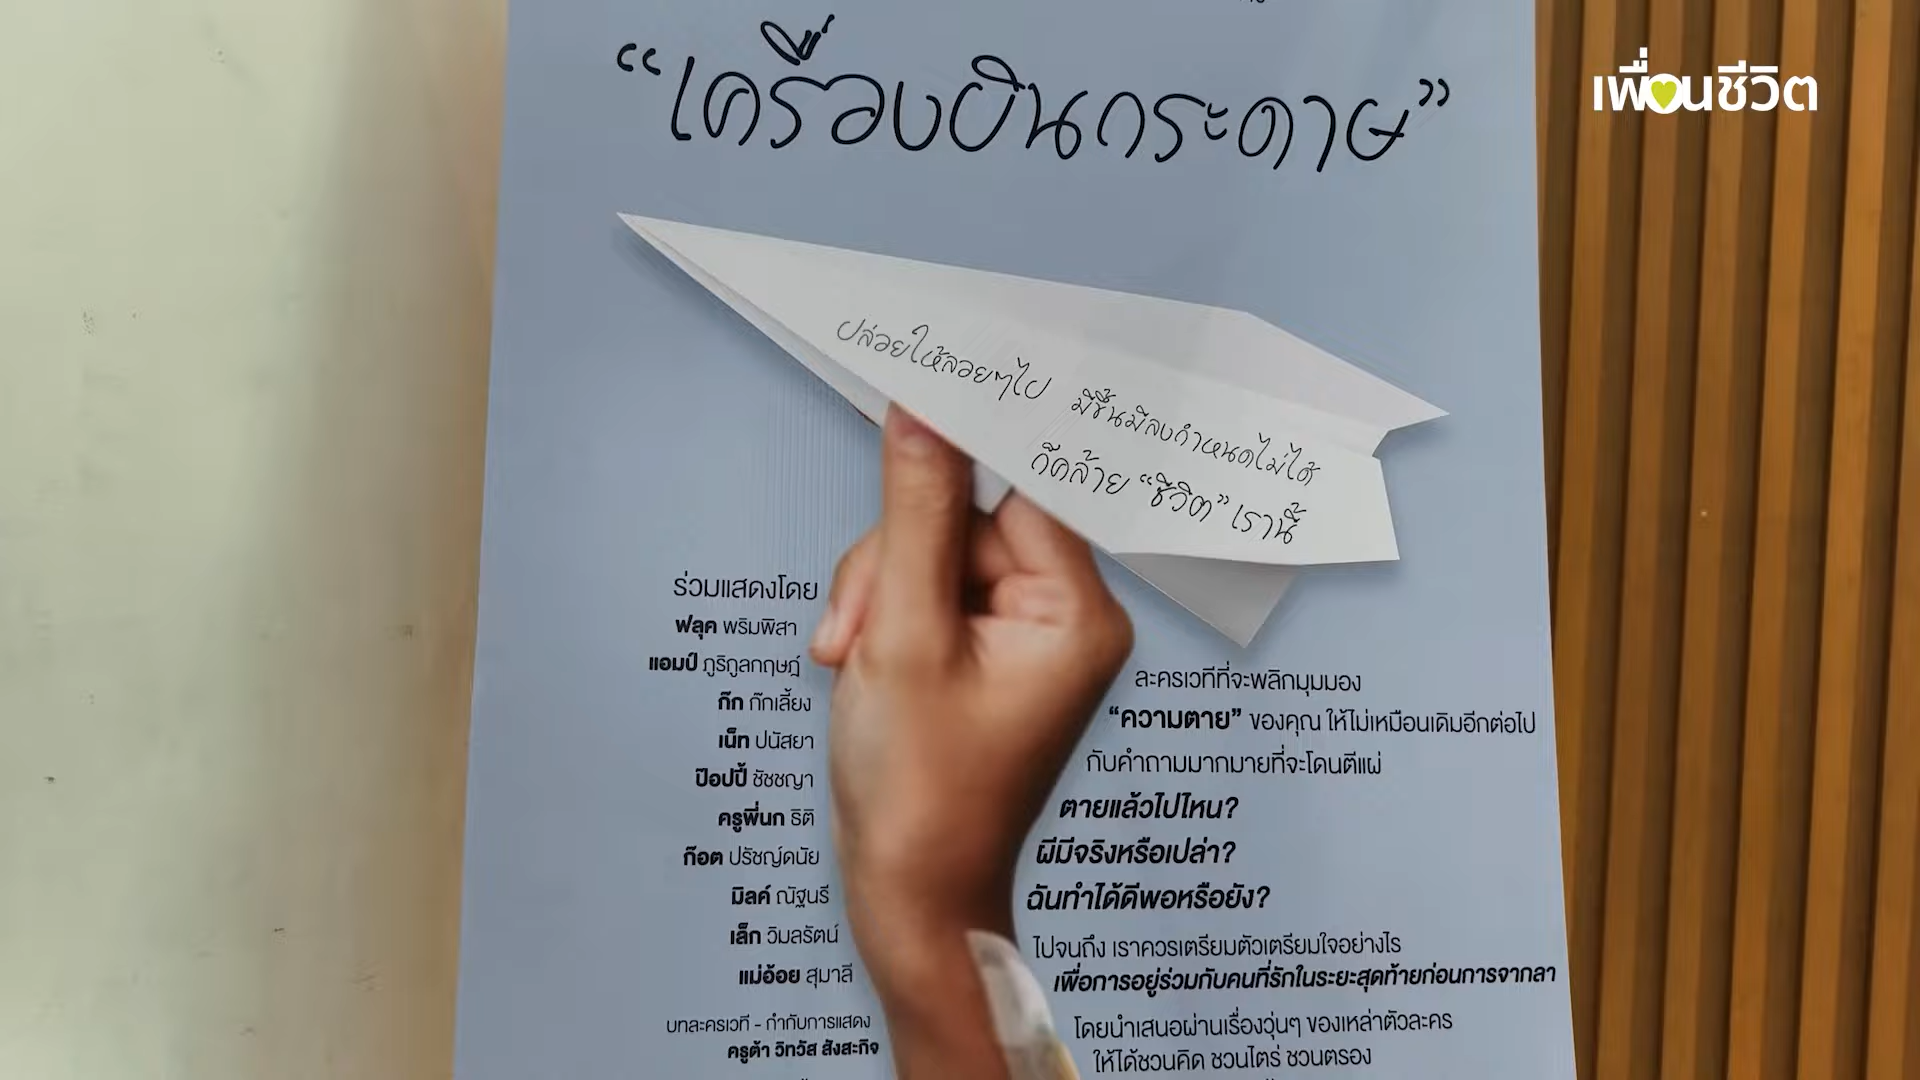 “เครื่องบินกระดาษ”
เพื่อนชีวิต
ปล่อยให้ลอยๆไป มีขึ้นมีลงกำหนดไม่ได้
ก็คล้าย “ชีวิต” เรานี้
ร่วมแสดงโดย
ฟลุค พริมพิสา
แอมป์ ภูริกูลกฤษฎ์
ก๊ก ก๊กเลี้ยง
เน็ท ปนัสยา
ป๊อปปี้ ชัชชญา
ครูพี่นก ธิติ
ก๊อต ปรัชญ์ดนัย
มิลค์ ณัฐนรี
เล็ก วิมลรัตน์
แม่อ้อย สุมาลี
บทละครเวที - กำกับการแสดง
ครูต้า วิทวัส สังสะกิจ
ละครเวทีที่จะพลิกมุมมอง
“ความตาย” ของคุณ ให้ไม่เหมือนเดิมอีกต่อไป
กับคำถามมากมายที่จะโดนตีแผ่
ตายแล้วไปไหน?
ผีมีจริงหรือเปล่า?
ฉันทำได้ดีพอหรือยัง?
ไปจนถึง เราควรเตรียมตัวเตรียมใจอย่างไร
เพื่อการอยู่ร่วมกับคนที่รักในระยะสุดท้ายก่อนการจากลา
โดยนำเสนอผ่านเรื่องวุ่นๆ ของเหล่าตัวละคร
ให้ได้ชวนคิด ชวนไตร่ ชวนตรอง